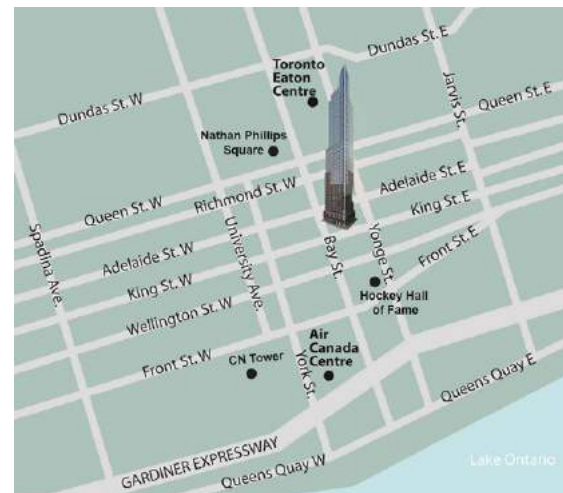 Dundas St. E
Toronto
Eaton
Centre
Dundas St. W
Jarvis St.
Queen St. E
Nathan Phillips
Square
Richmond St. W
Adelaide St. E
King St. E
Queen St. W
Spadina Ave.
University Ave.
Bay St.
Yonge St.
Front St. E
Adelaide St. W
King St. W
Wellington St. W
Hockey Hall
of Fame
Front St. W
CN Tower
Air
Canada
Centre
York St.
Queens Quay E
GARDINER EXPRESSWAY
Queens Quay W
Lake Ontario